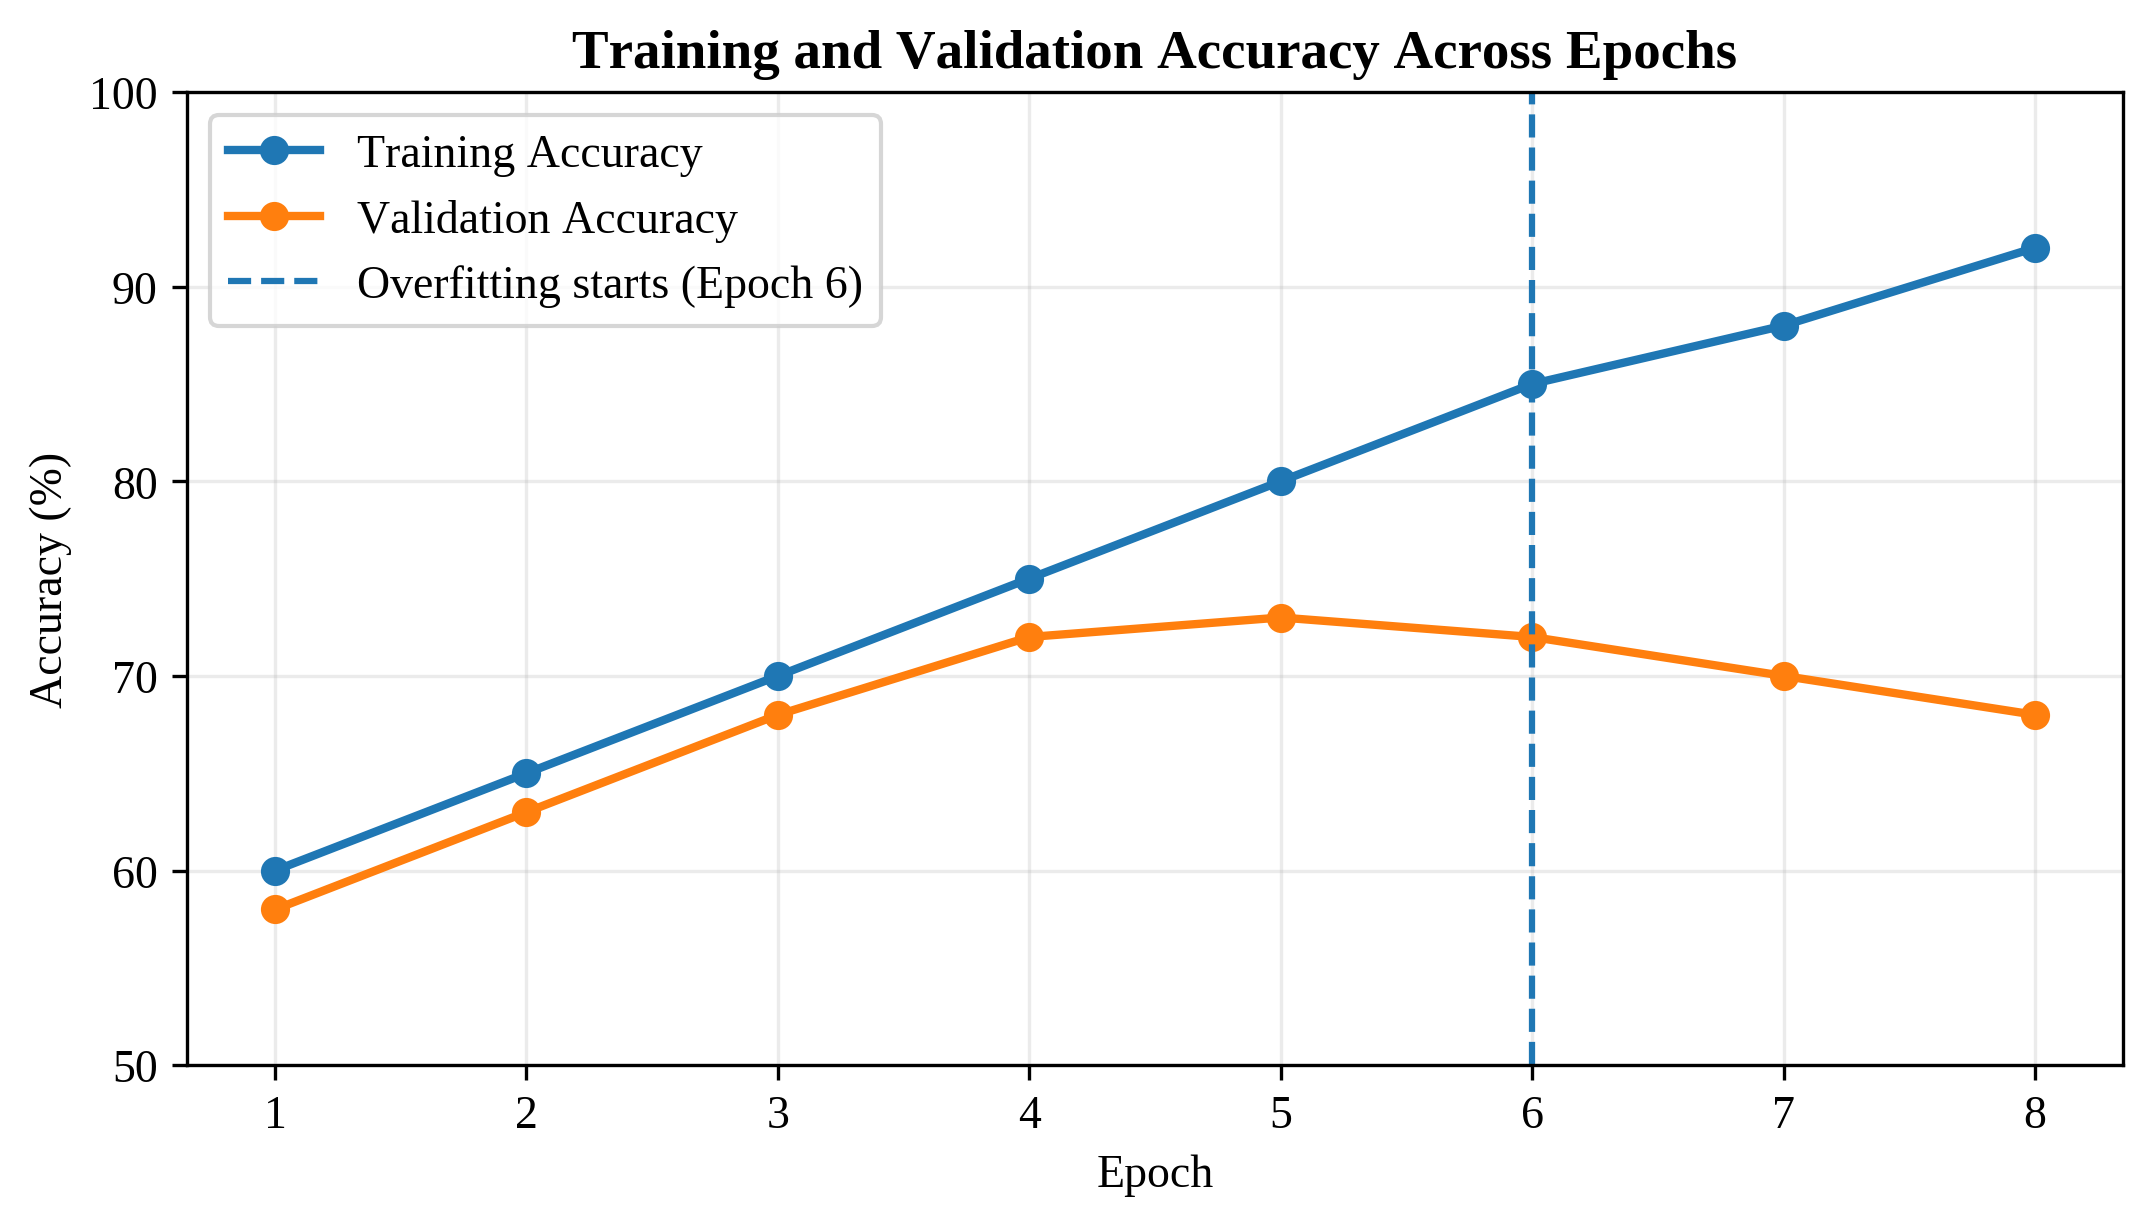 Training and Validation Accuracy Across Epochs
100
90
80
70
60
50
Accuracy (%)
Training Accuracy
Validation Accuracy
Overfitting starts (Epoch 6)
1 2 3 4 5 6 7 8
Epoch